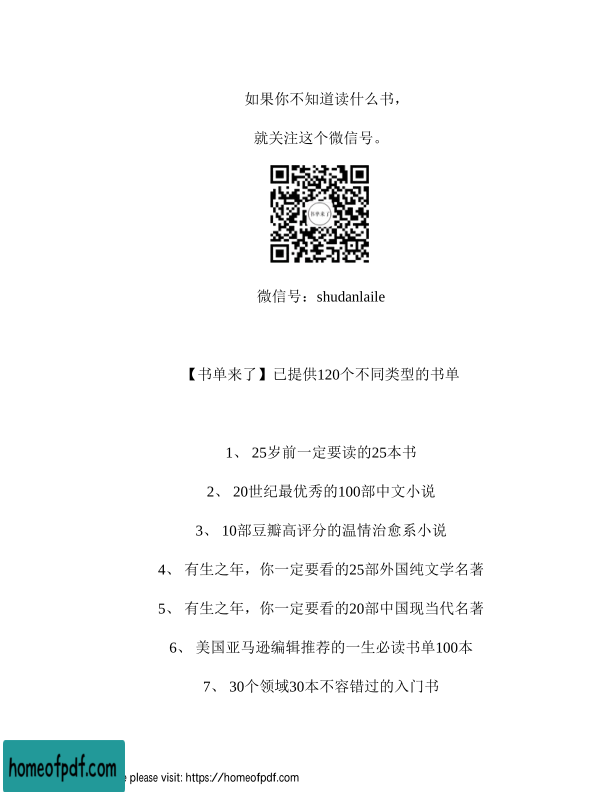 如果你不知道读什么书，
就关注这个微信号。
书单来了
微信号：shudanlaile
【书单来了】已提供120个不同类型的书单
1、 25岁前一定要读的25本书
2、 20世纪最优秀的100部中文小说
3、 10部豆瓣高评分的温情治愈系小说
4、 有生之年，你一定要看的25部外国纯文学名著
5、 有生之年，你一定要看的20部中国现当代名著
6、 美国亚马逊编辑推荐的一生必读书单100本
7、 30个领域30本不容错过的入门书
homeofpdf.com
please visit: https://homeofpdf.com